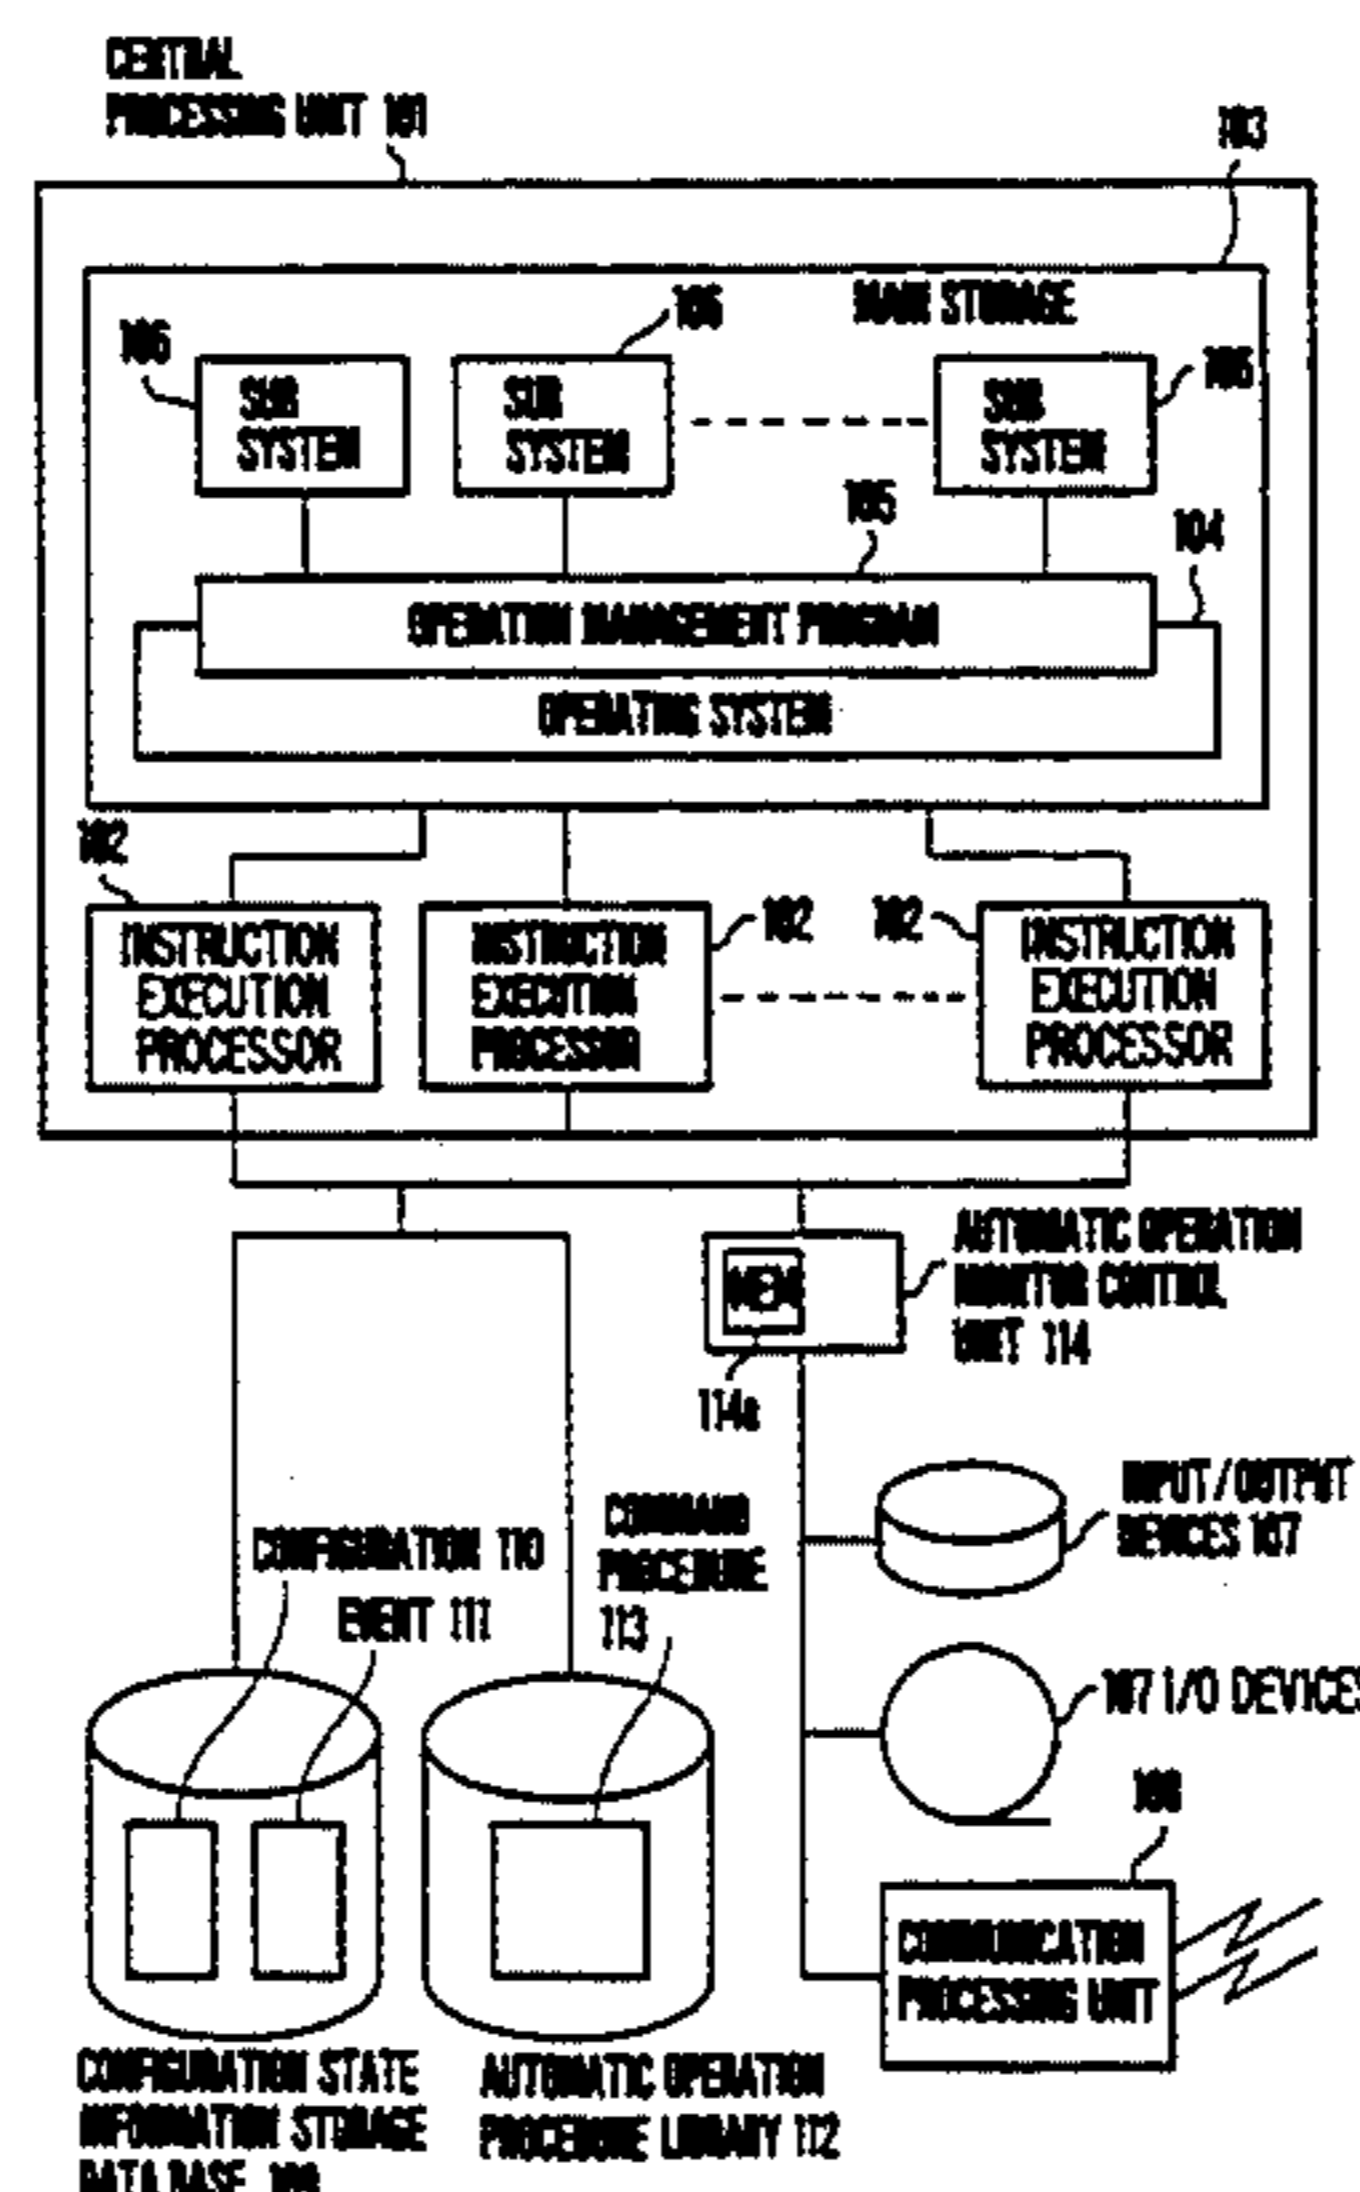 CENTRAL
PROCESSING UNIT 101
103
MAIN STORAGE
106
106
106
SUB
SYSTEM
SUB
SYSTEM
SUB
SYSTEM
105
104
OPERATION MANAGEMENT PROGRAM
OPERATING SYSTEM
102
102
102
INSTRUCTION
EXECUTION
PROCESSOR
INSTRUCTION
EXECUTION
PROCESSOR
INSTRUCTION
EXECUTION
PROCESSOR
AUTOMATIC OPERATION
MONITOR CONTROL
UNIT 114
MEM
114a
INPUT/OUTPUT
DEVICES 107
CONFIGURATION 110
EVENT 111
COMMAND
PROCEDURE
113
107 I/O DEVICES
108
COMMUNICATION
PROCESSING UNIT
CONFIGURATION STATE
INFORMATION STORAGE
DATA BASE 109
AUTOMATIC OPERATION
PROCEDURE LIBRARY 112